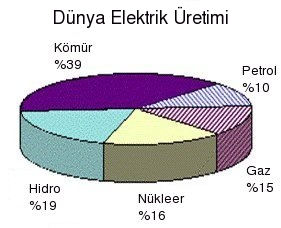 Dünya Elektrik Üretimi
Kömür
%39
Petrol
%10
Gaz
%15
Nükleer
%16
Hidro
%19